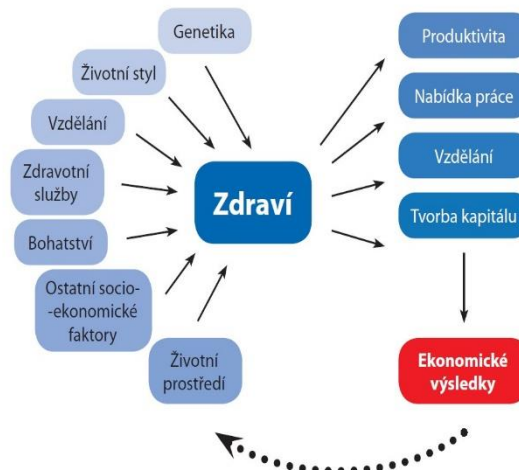 Genetika
Životní styl
Vzdělání
Zdravotní
služby
Bohatství
Ostatní socio-
-ekonomické
faktory
Životní
prostředí
Zdraví
Produktivita
Nabídka práce
Vzdělání
Tvorba kapitálu
Ekonomické
výsledky